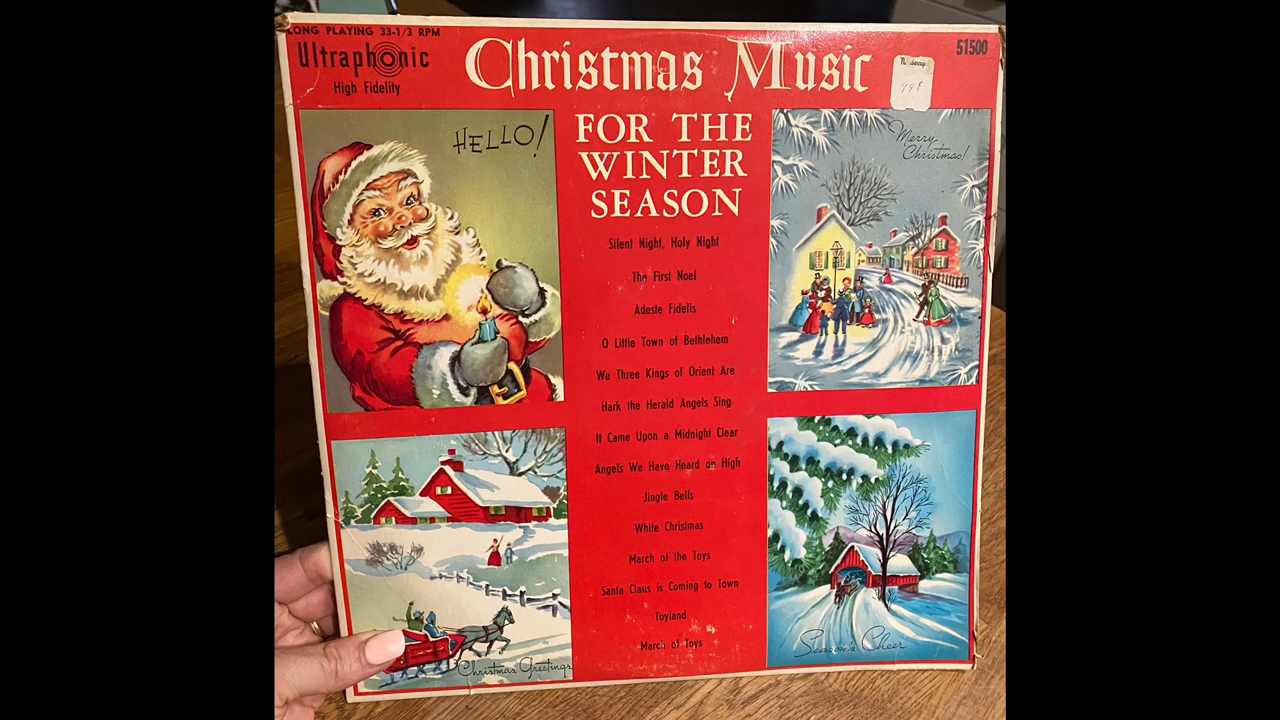 LONG PLAYING 33-1/3 RPM
Ultraphonic
High Fidelity
Christmas Music
51500
99¢
FOR THE
WINTER
SEASON
HELLO!
Merry
Christmas!
Silent Night, Holy Night
The First Noel
Adeste Fidelis
O Little Town of Bethlehem
We Three Kings of Orient Are
Hark the Herald Angels Sing
It Came Upon a Midnight Clear
Angels We Have Heard on High
Jingle Bells
White Christmas
March of the Toys
Santa Claus is Coming to Town
Toyland
March of Toys
Christmas Greetings
Season's Cheer